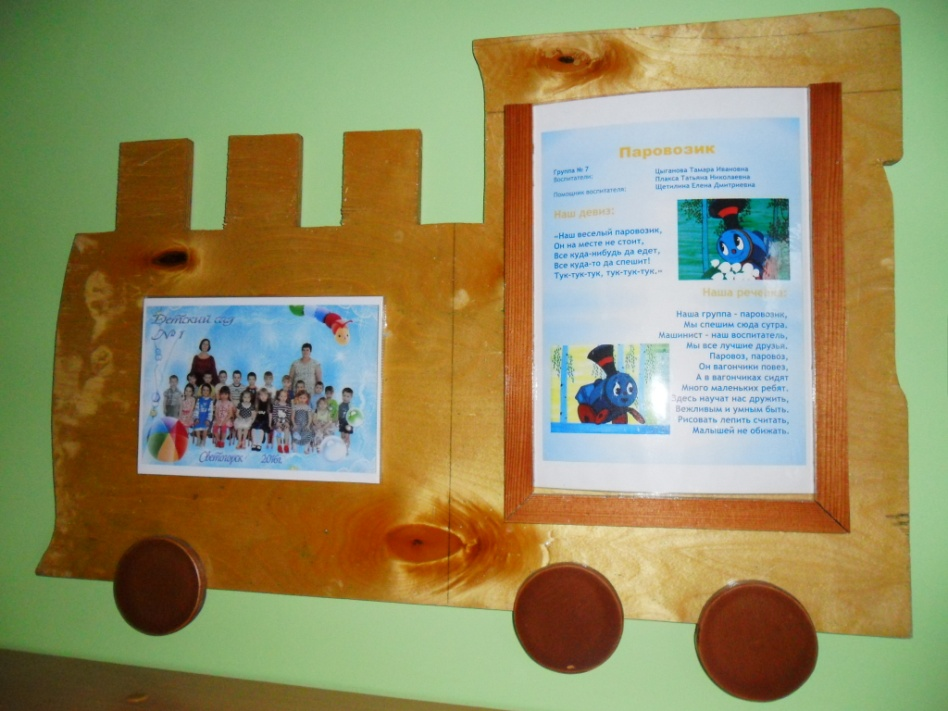 Детский сад
№ 1
Светогорск 2016г.
Паровозик
Группа № 7
Воспитатели:
Цыганова Тамара Ивановна
Плакса Татьяна Николаевна
Помощник воспитателя:
Щетилина Елена Дмитриевна
Наш девиз:
«Наш веселый паровозик,
Он на месте не стоит,
Все куда-нибудь да едет,
Все куда-то да спешит!
Тук-тук-тук, тук-тук-тук.»
Наша речевка:
Наша группа - паровозик,
Мы спешим сюда сутра.
Машинист - наш воспитатель,
Мы все лучшие друзья.
Паровоз, паровоз,
Он вагончики повез,
А в вагончиках сидят
Много маленьких ребят.
Здесь научат нас дружить,
Вежливым и умным быть.
Рисовать лепить считать,
Малышей не обижать.